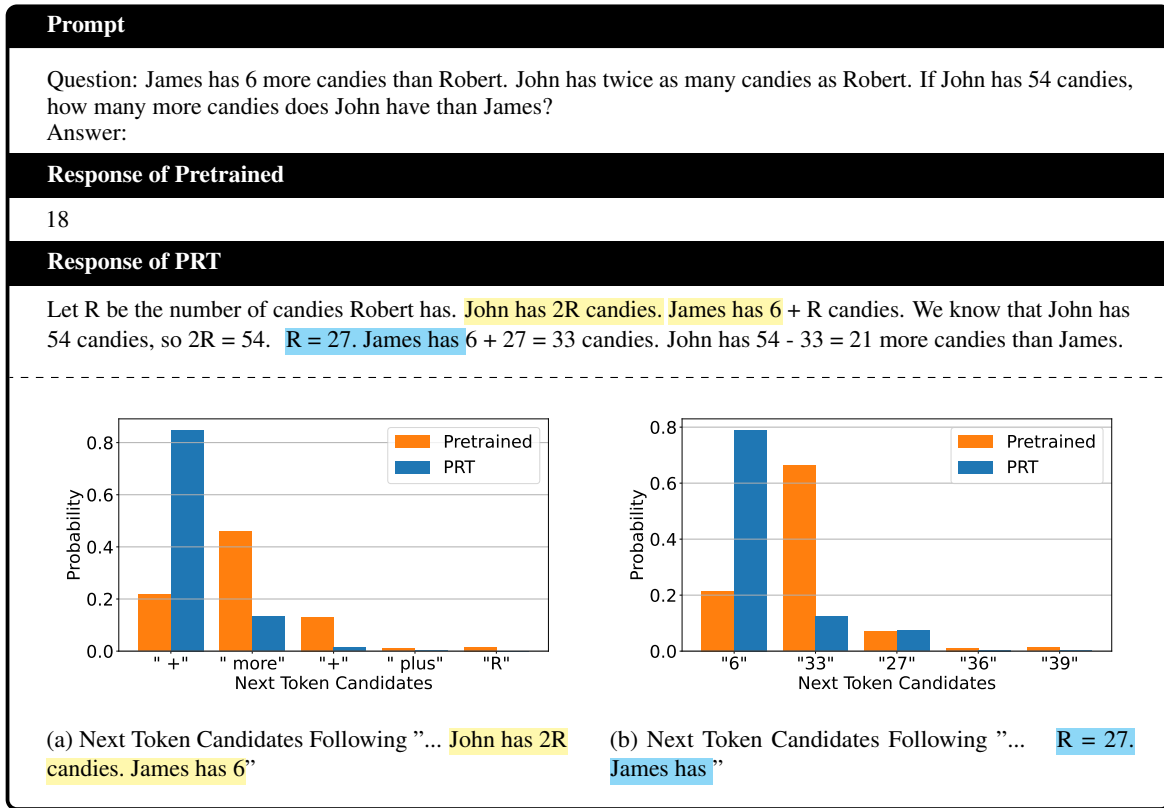 Prompt
Question: James has 6 more candies than Robert. John has twice as many candies as Robert. If John has 54 candies,
how many more candies does John have than James?
Answer:
Response of Pretrained
18
Response of PRT
Let R be the number of candies Robert has. John has 2R candies. James has 6 + R candies. We know that John has
54 candies, so 2R = 54. R = 27. James has 6 + 27 = 33 candies. John has 54 - 33 = 21 more candies than James.
Probability
0.8
0.6
0.4
0.2
0.0
Pretrained
PRT
" +" " more" "+" " plus" "R"
Next Token Candidates
Probability
0.8
0.6
0.4
0.2
0.0
Pretrained
PRT
"6" "33" "27" "36" "39"
Next Token Candidates
(a) Next Token Candidates Following ”... John has 2R
candies. James has 6”
(b) Next Token Candidates Following ”... R = 27.
James has ”